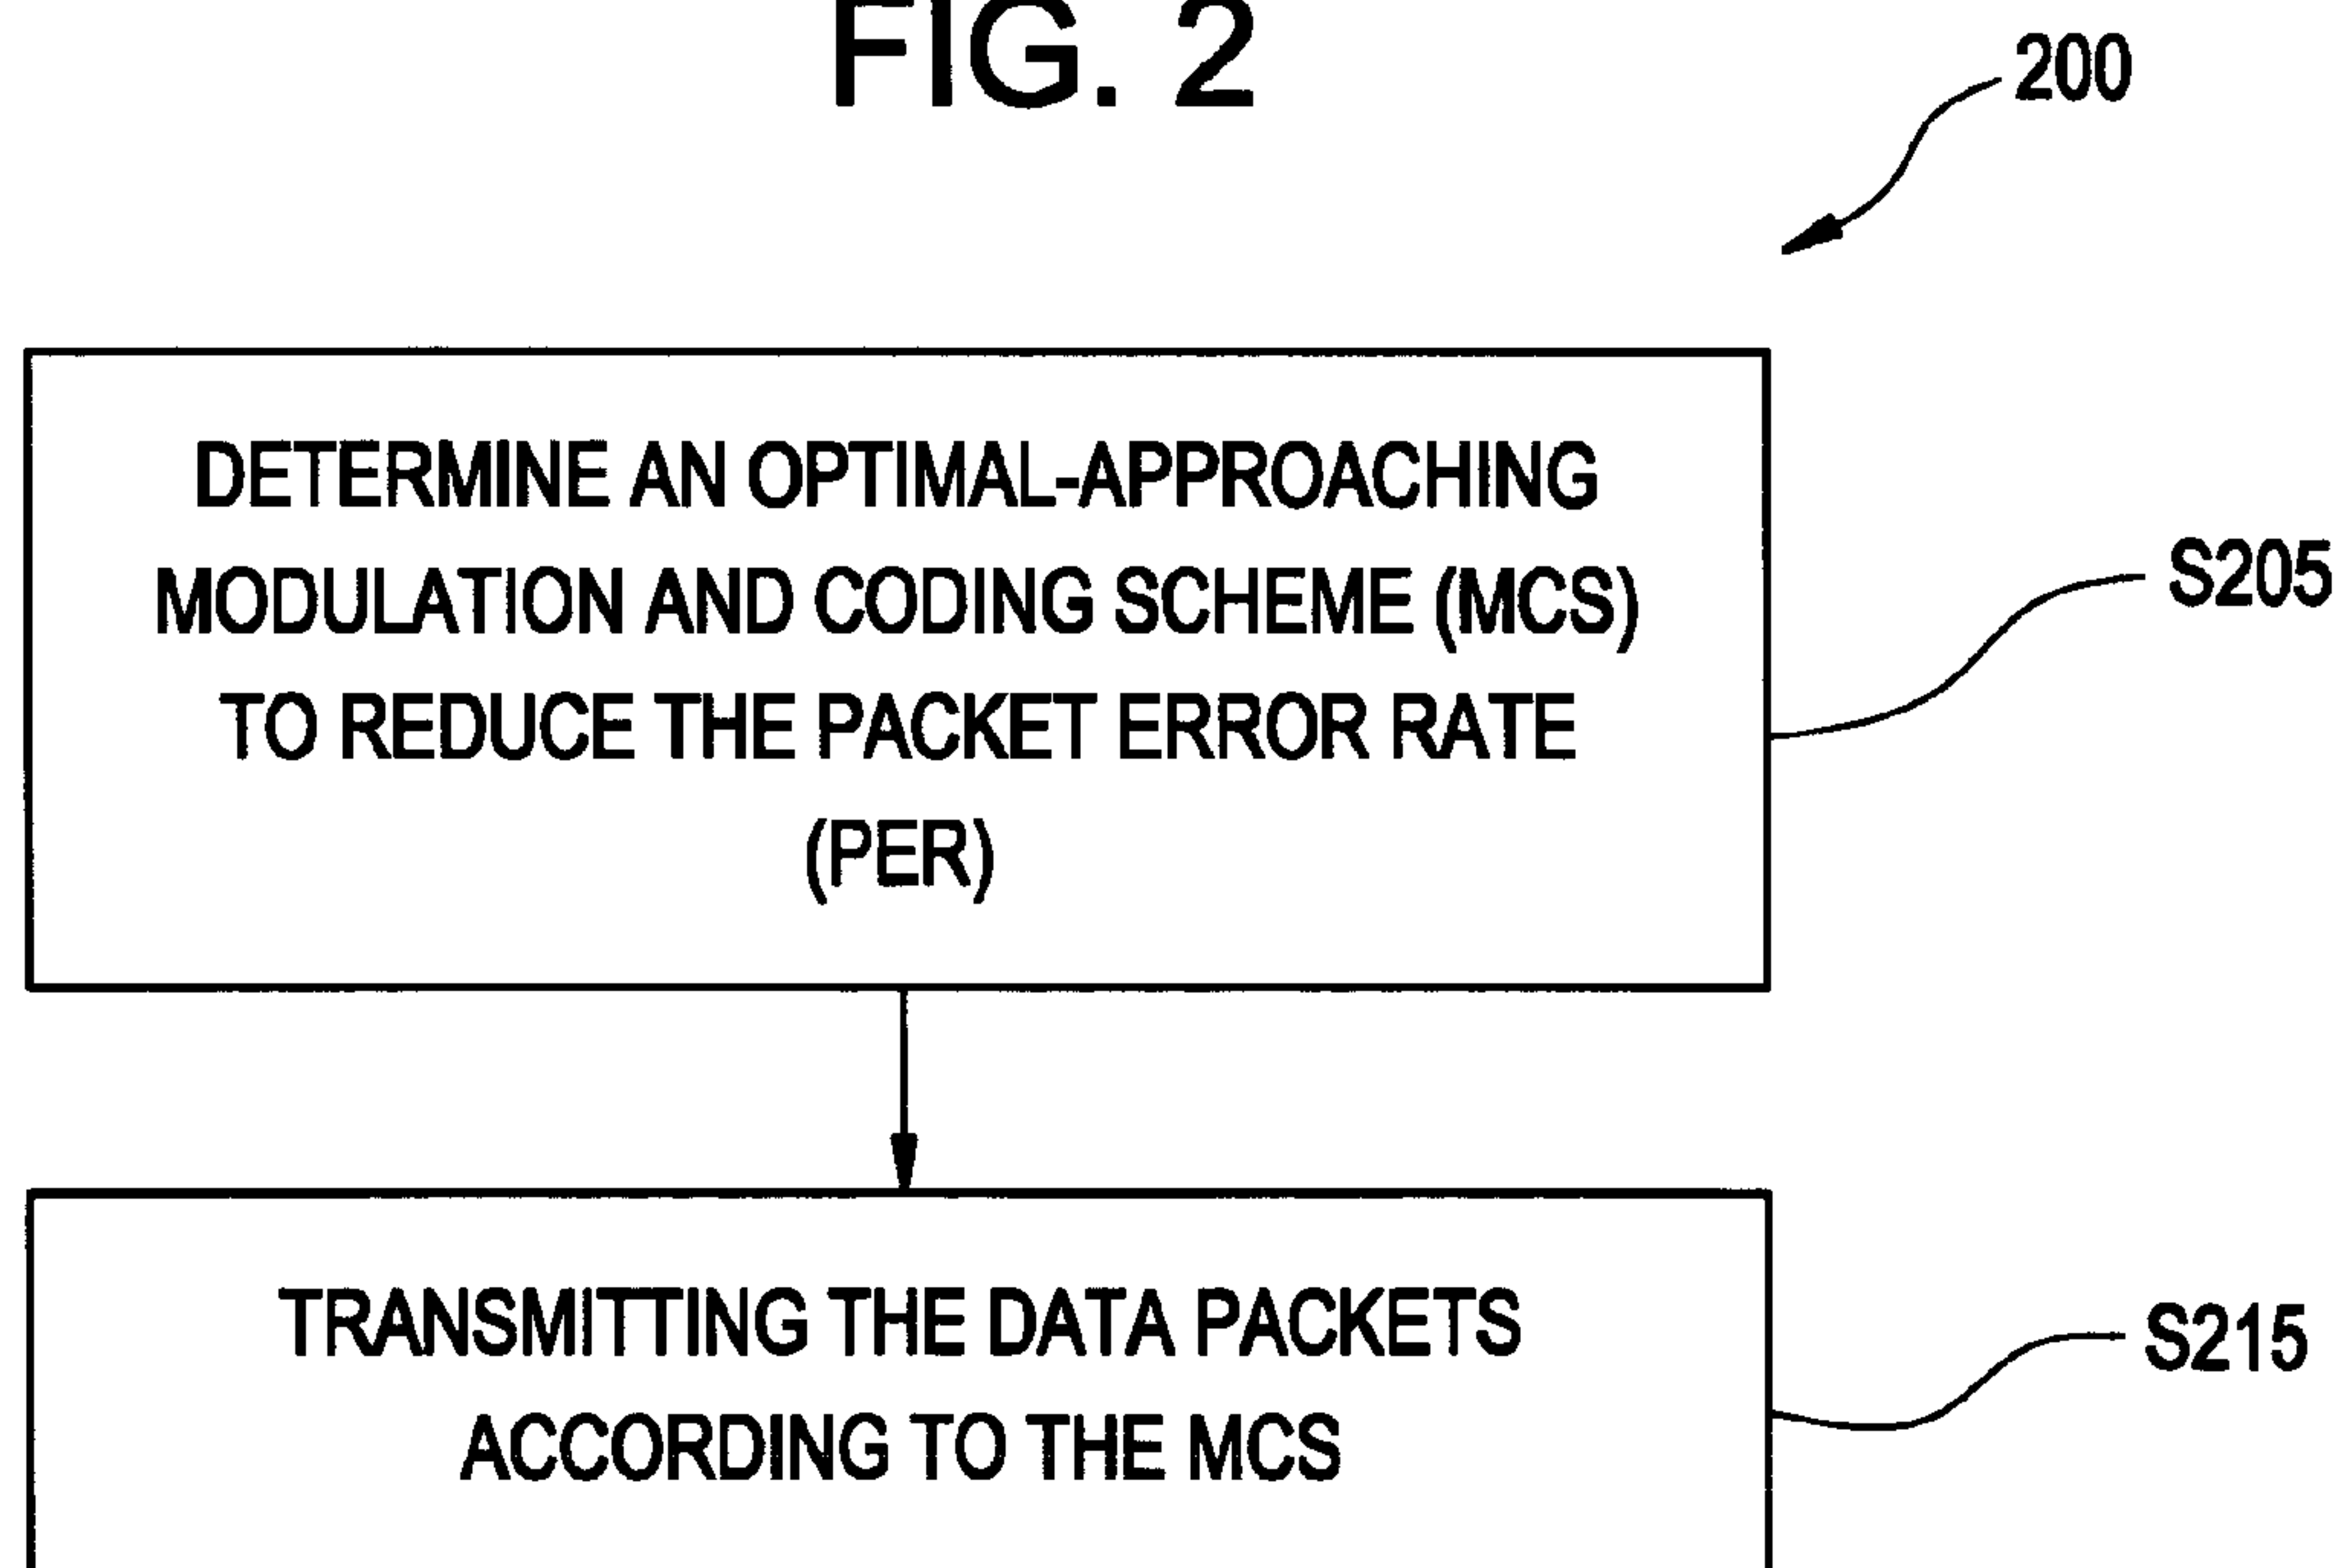 FIG. 2
200
DETERMINE AN OPTIMAL-APPROACHING
MODULATION AND CODING SCHEME (MCS)
TO REDUCE THE PACKET ERROR RATE
(PER)
S205
TRANSMITTING THE DATA PACKETS
ACCORDING TO THE MCS
S215